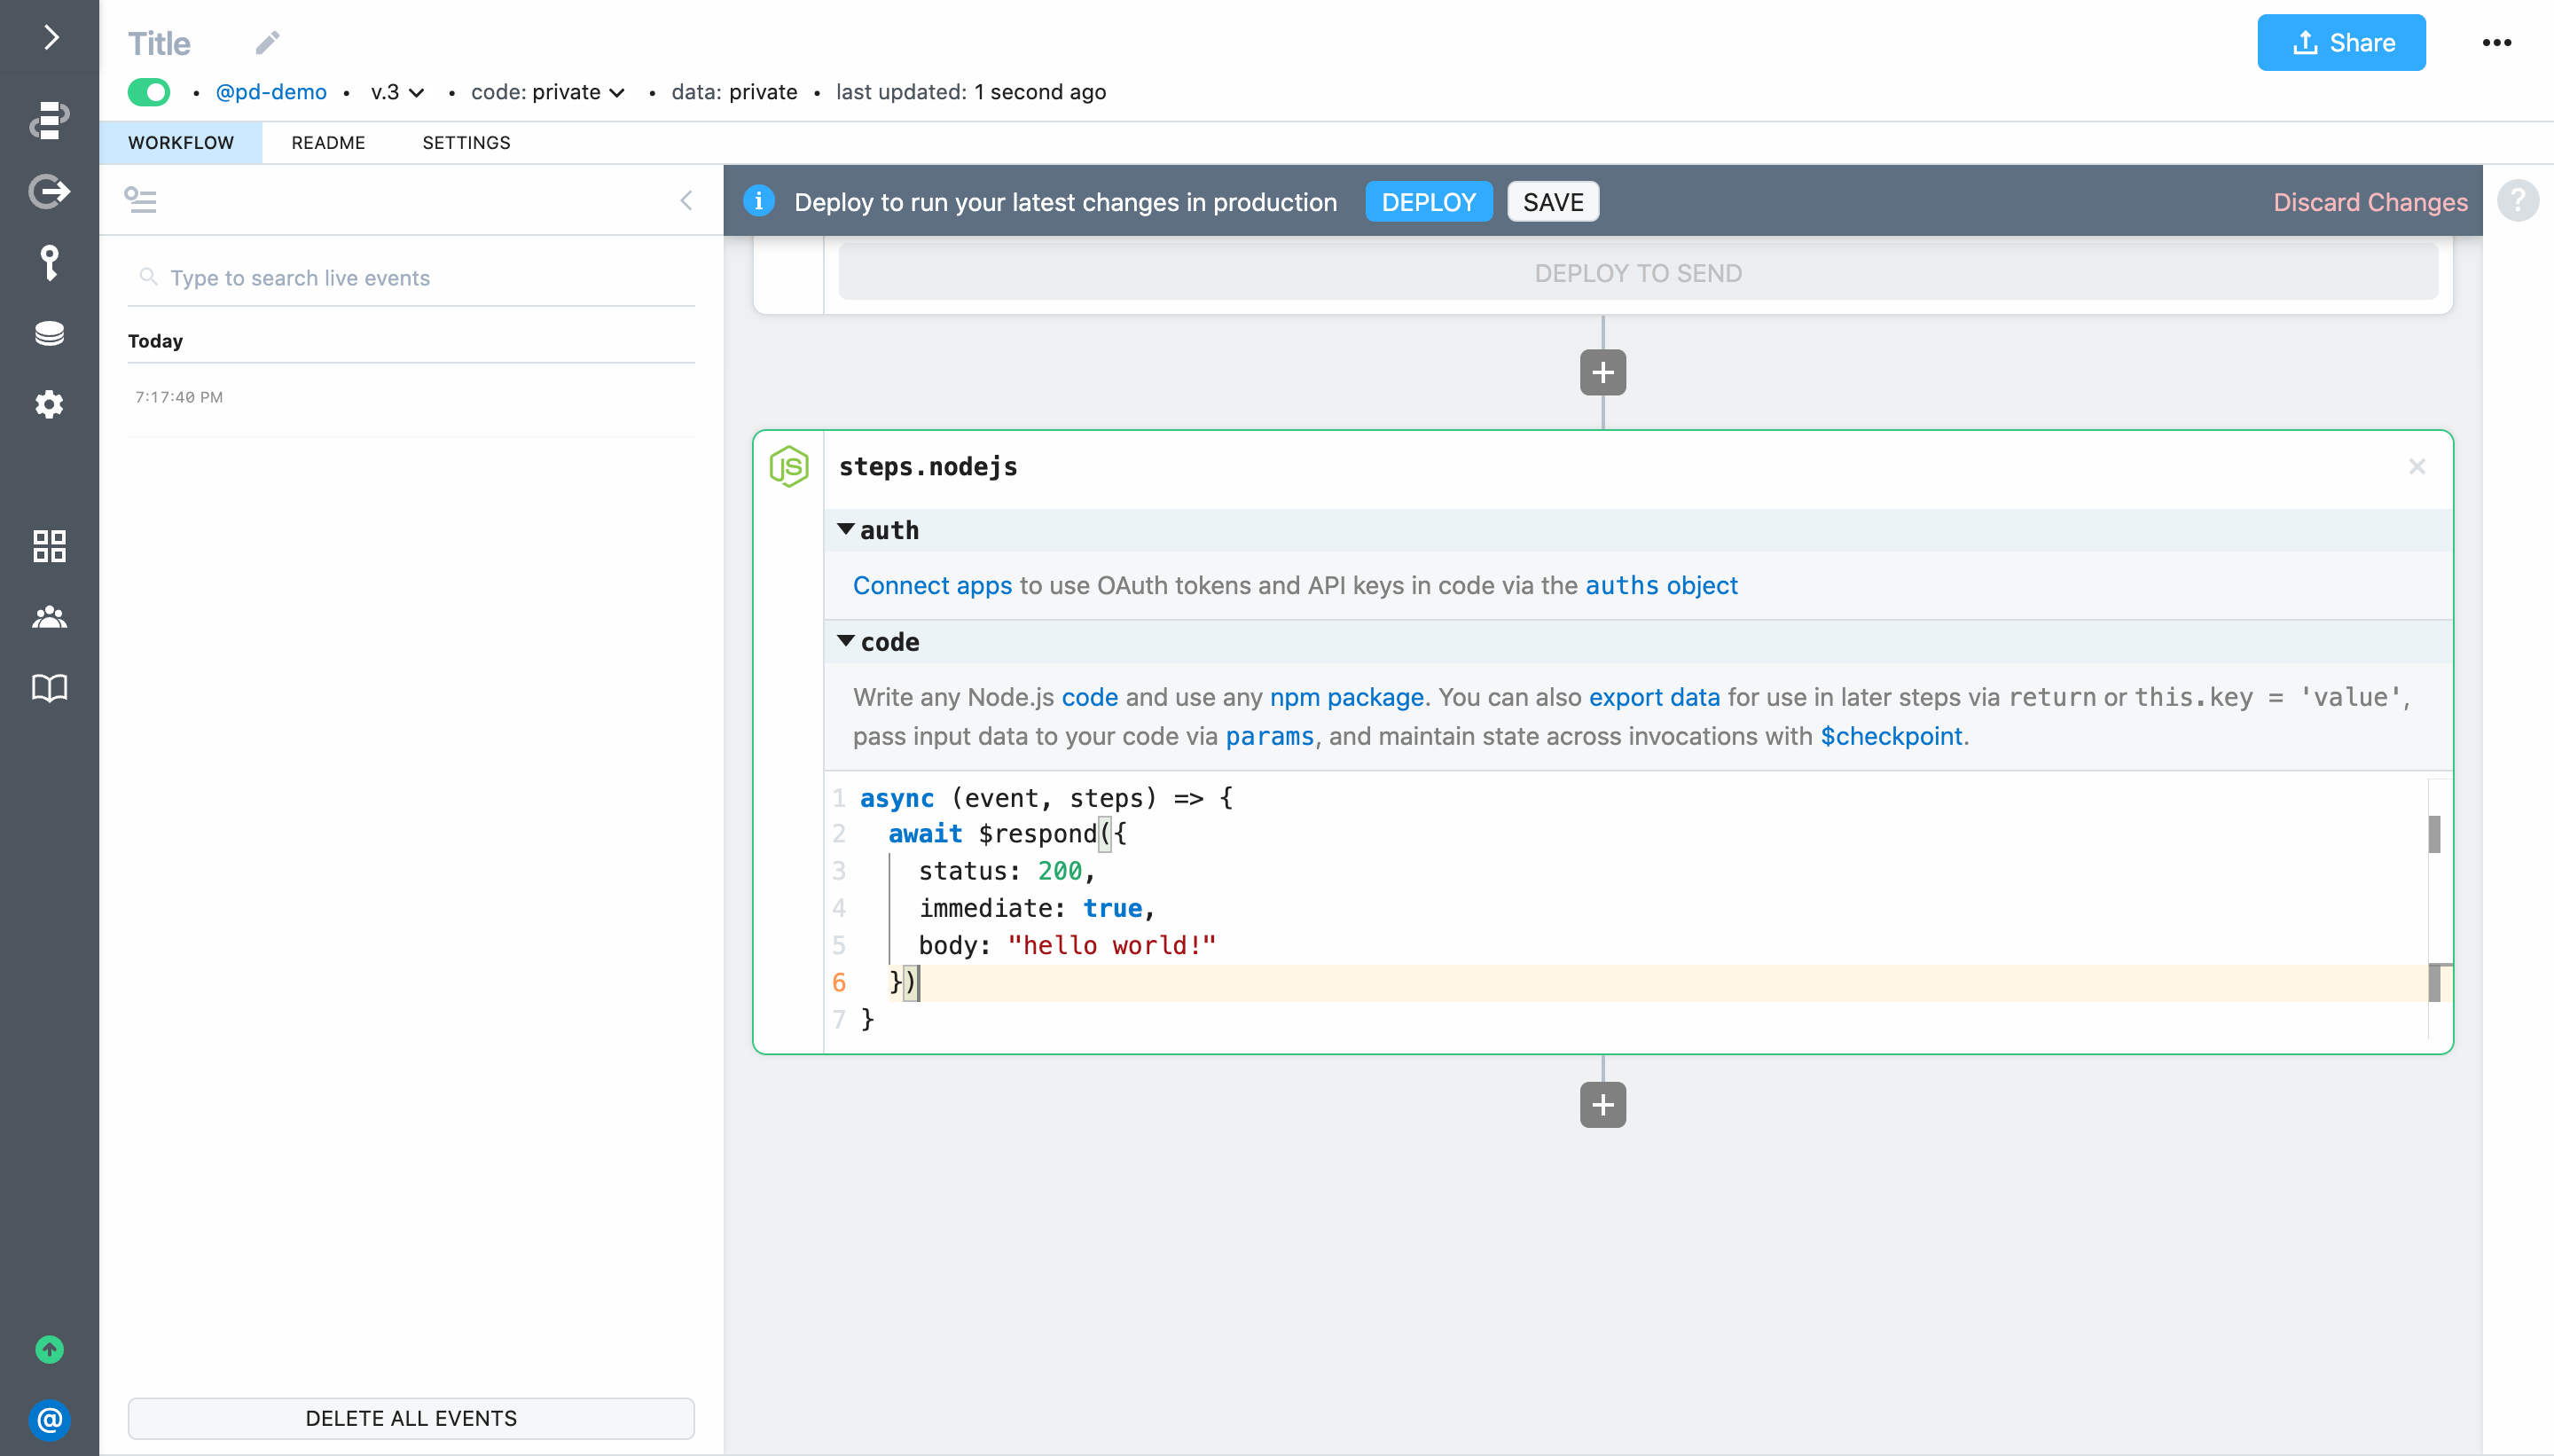 Title
Share
•••
• @pd-demo • v.3 • code: private • data: private • last updated: 1 second ago
WORKFLOW README SETTINGS
i Deploy to run your latest changes in production DEPLOY SAVE Discard Changes ?
Type to search live events
DEPLOY TO SEND
Today
7:17:40 PM
+
JS steps.nodejs ×
auth
Connect apps to use OAuth tokens and API keys in code via the auths object
code
Write any Node.js code and use any npm package. You can also export data for use in later steps via return or this.key = 'value',
pass input data to your code via params, and maintain state across invocations with $checkpoint.
1 async (event, steps) => {
2 await $respond({
3 status: 200,
4 immediate: true,
5 body: "hello world!"
6 })
7 }
+
DELETE ALL EVENTS
@